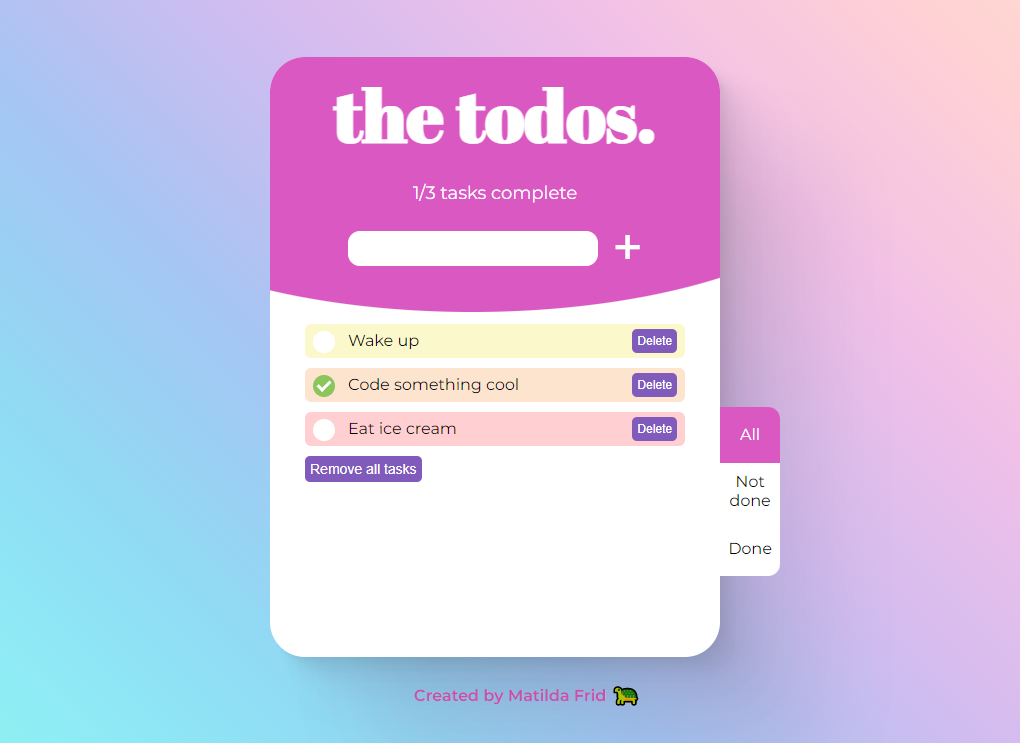 the todos.
1/3 tasks complete
+
Wake up Delete
Code something cool Delete
Eat ice cream Delete
Remove all tasks
All
Not
done
Done
Created by Matilda Frid